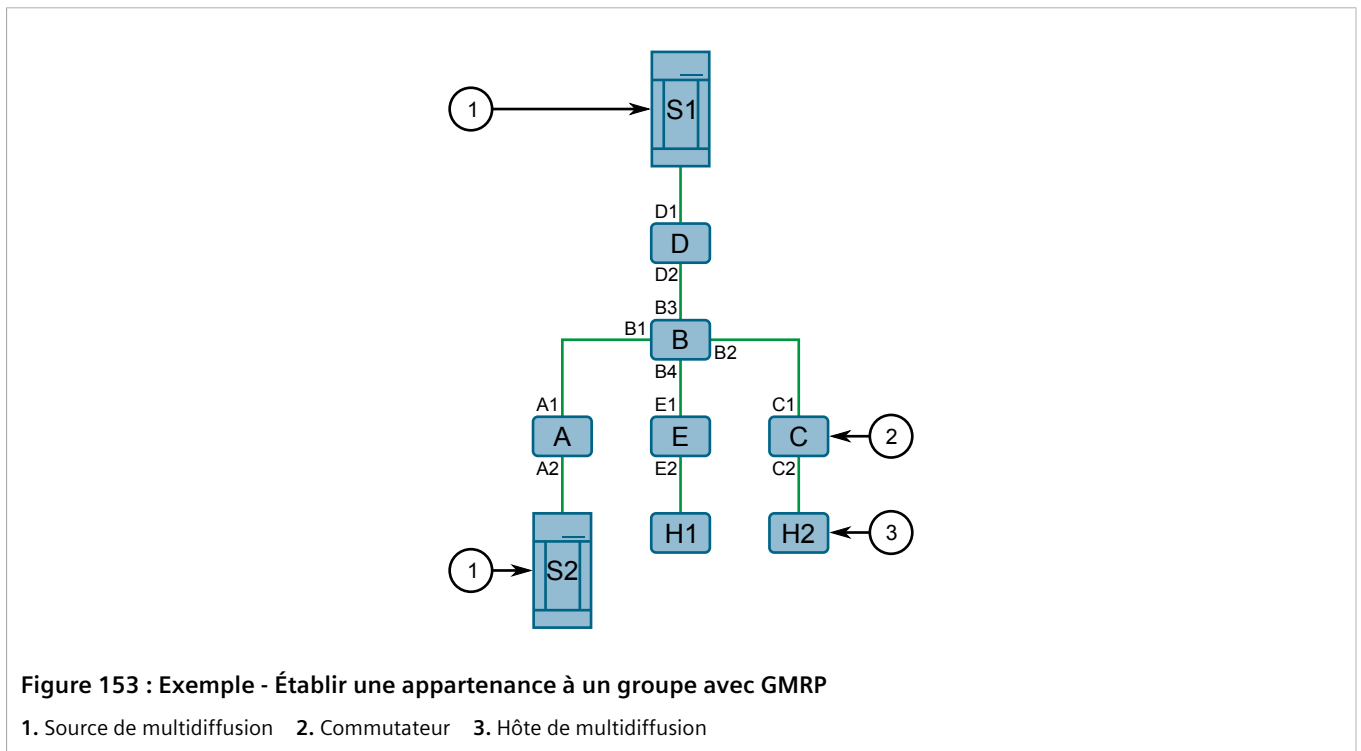 1
S1
D1
D
D2
B3
B1
B
B2
B4
A1
E1
C1
A
E
C
2
A2
E2
C2
H1
H2
3
1
S2
Figure 153 : Exemple - Établir une appartenance à un groupe avec GMRP
1. Source de multidiffusion 2. Commutateur 3. Hôte de multidiffusion